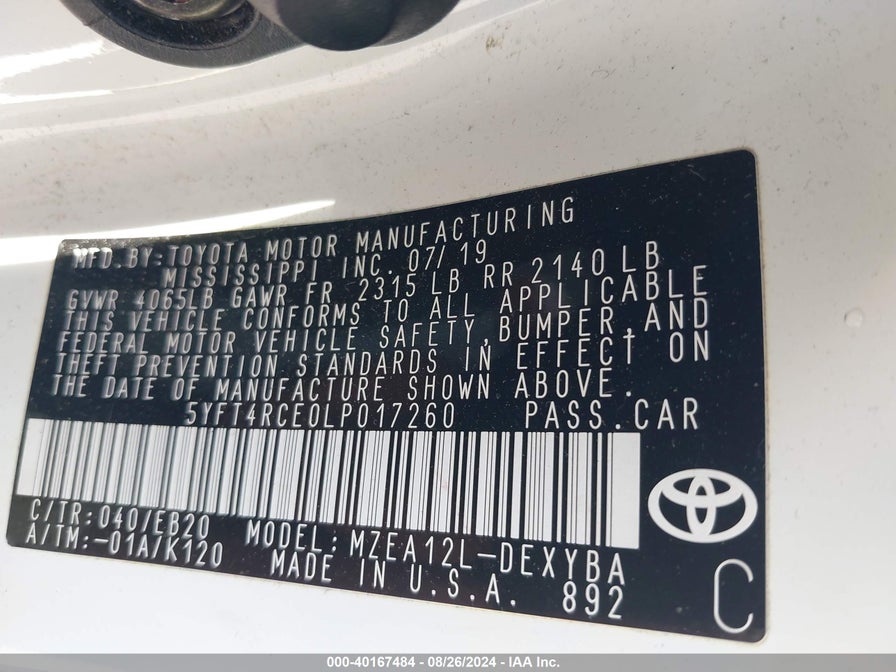 MFD.BY:TOYOTA MOTOR MANUFACTURING
MISSISSIPPI INC. 07/19
GVWR 4065LB GAWR FR 2315 LB RR 2140 LB
THIS VEHICLE CONFORMS TO ALL APPLICABLE
FEDERAL MOTOR VEHICLE SAFETY,BUMPER,AND
THEFT PREVENTION STANDARDS IN EFFECT ON
THE DATE OF MANUFACTURE SHOWN ABOVE.
5YFT4RCE0LP017260 PASS.CAR
C/TR:040/EB20 MODEL:MZEA12L-DEXYBA
A/TM:-01A/K120 MADE IN U.S.A. 892
C
000-40167484 - 08/26/2024 - IAA Inc.